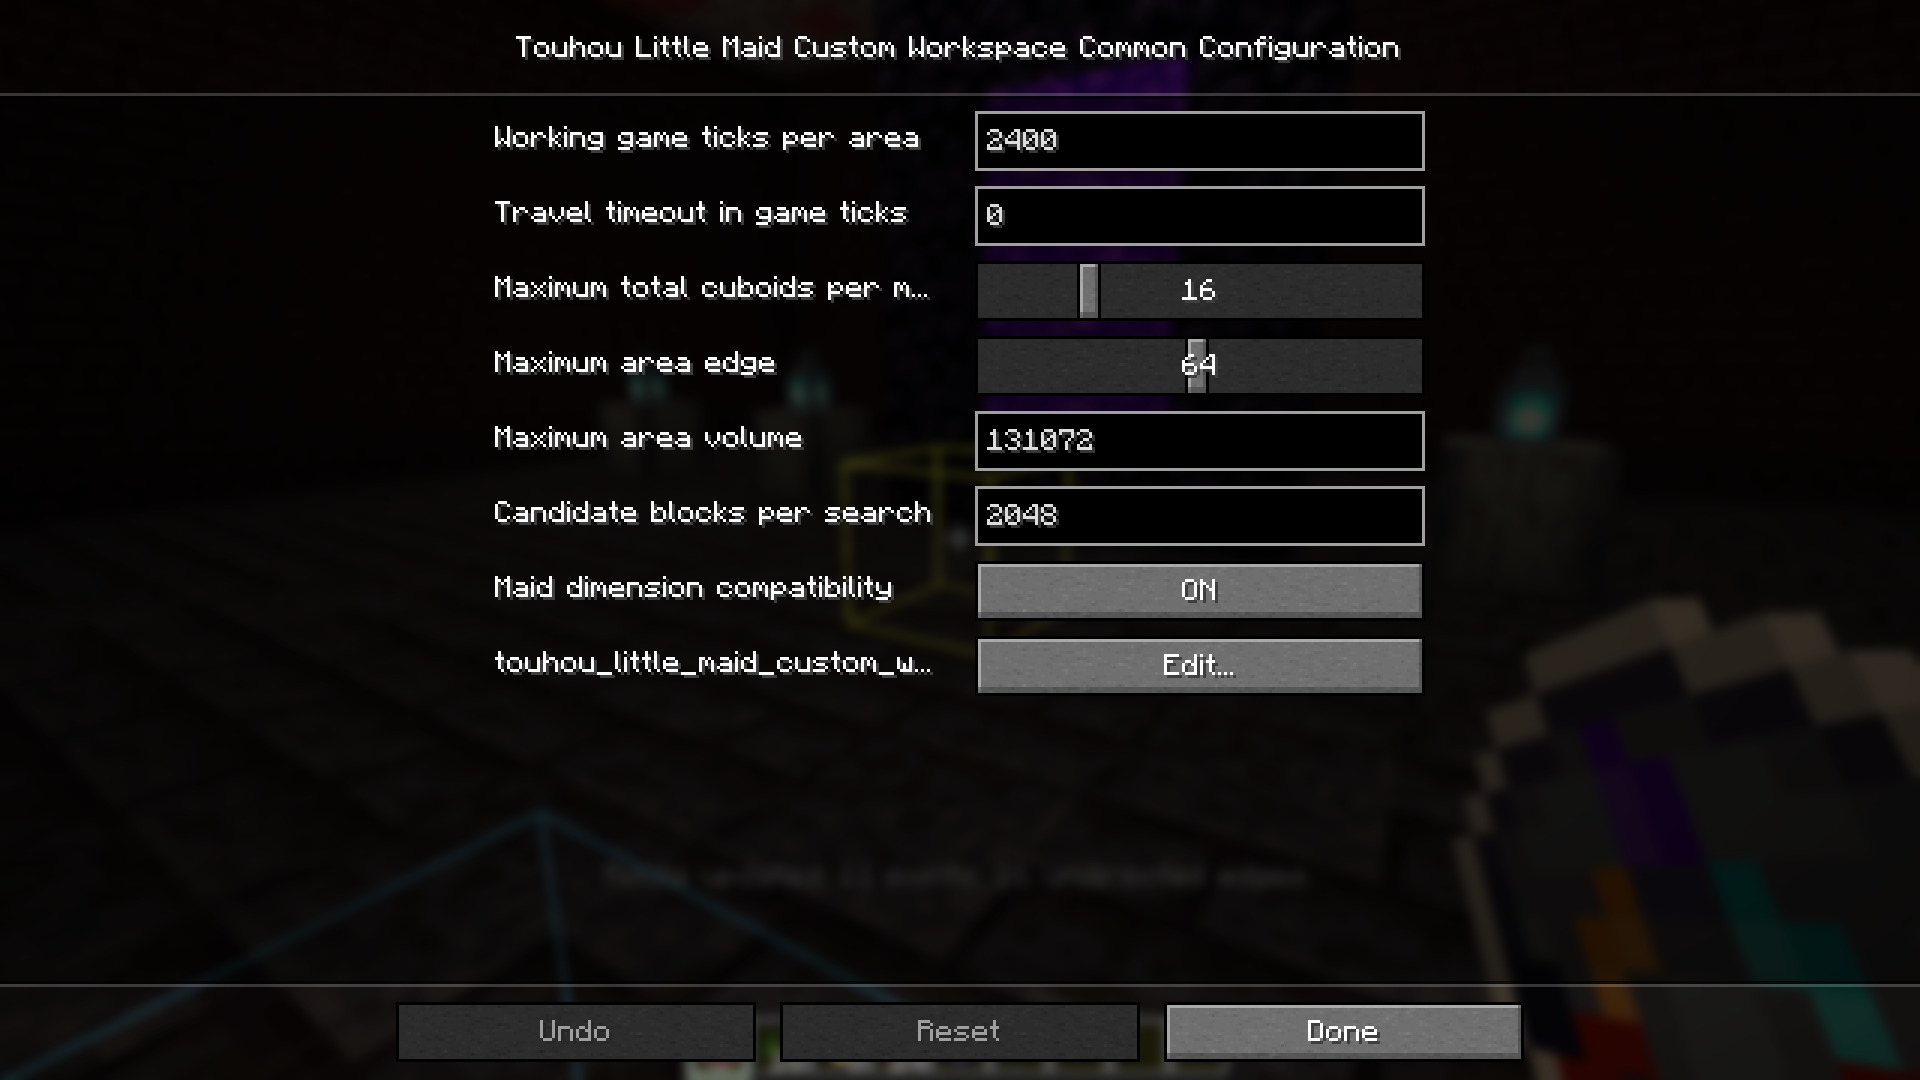 Touhou Little Maid Custom Workspace Common Configuration
Working game ticks per area
2400
Travel timeout in game ticks
0
Maximum total cuboids per m...
16
Maximum area edge
64
Maximum area volume
131072
Candidate blocks per search
2048
Maid dimension compatibility
ON
touhou_little_maid_custom_w...
Edit...
Undo
Reset
Done